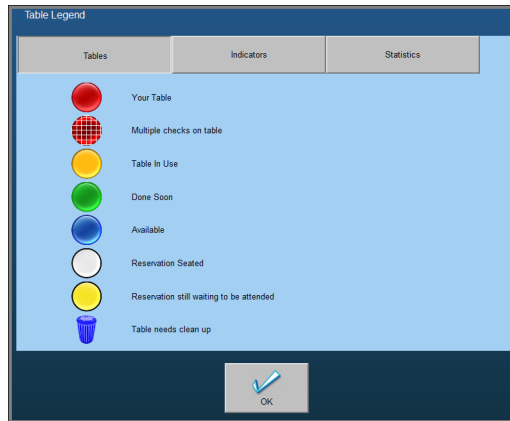 Table Legend
Tables
Indicators
Statistics
Your Table
Multiple checks on table
Table In Use
Done Soon
Available
Reservation Seated
Reservation still waiting to be attended
Table needs clean up
OK